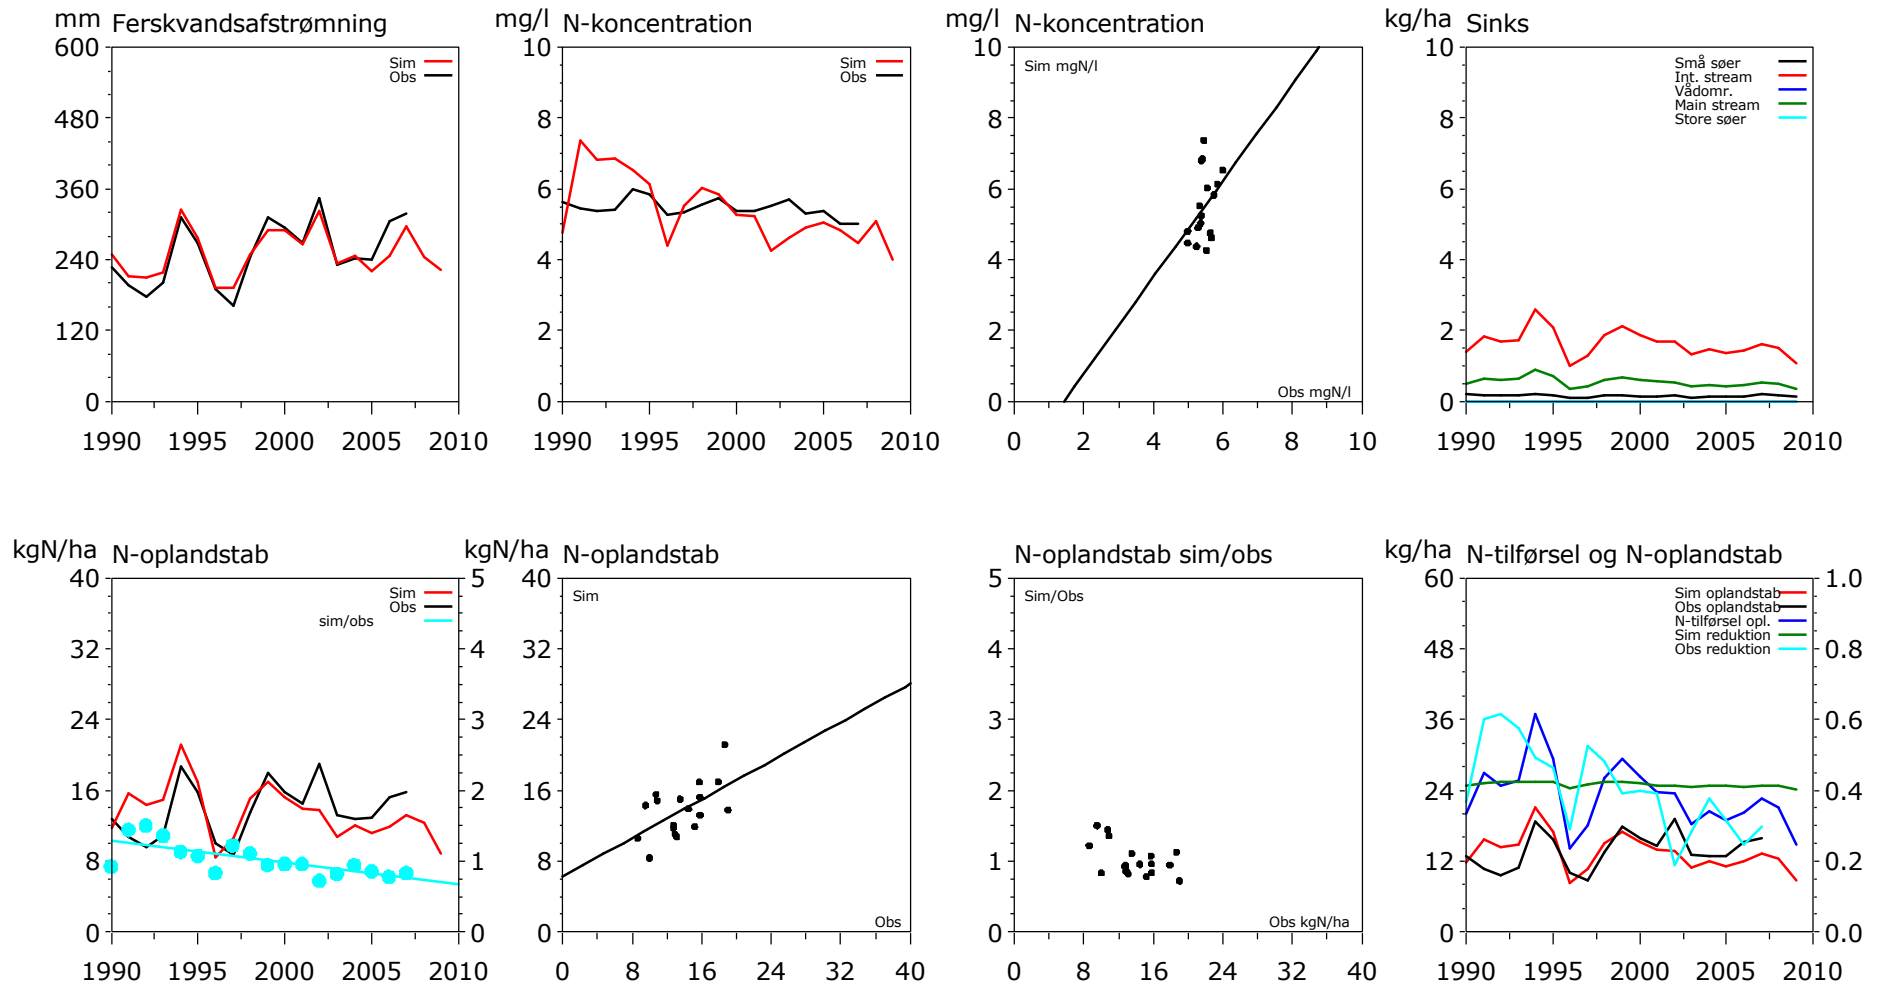 mm Ferskvandsafstrømning
600
480
360
240
120
0
Sim
Obs
1990 1995 2000 2005 2010
mg/l N-koncentration
10
8
6
4
2
0
Sim
Obs
1990 1995 2000 2005 2010
mg/l N-koncentration
10
8
6
4
2
0
Sim mgN/l
Obs mgN/l
0 2 4 6 8 10
kg/ha Sinks
10
8
6
4
2
0
Små søer
Int. stream
Vådomr.
Main stream
Store søer
1990 1995 2000 2005 2010
kgN/ha N-oplandstab
40
32
24
16
8
0
Sim
Obs
sim/obs
5
4
3
2
1
0
1990 1995 2000 2005 2010
kgN/ha N-oplandstab
40
32
24
16
8
0
Sim
Obs
0 8 16 24 32 40
N-oplandstab sim/obs
5
4
3
2
1
0
Sim/Obs
Obs kgN/ha
0 8 16 24 32 40
kg/ha N-tilførsel og N-oplandstab
60
48
36
24
12
0
Sim oplandstab
Obs oplandstab
N-tilførsel opl.
Sim reduktion
Obs reduktion
1.0
0.8
0.6
0.4
0.2
0.0
1990 1995 2000 2005 2010